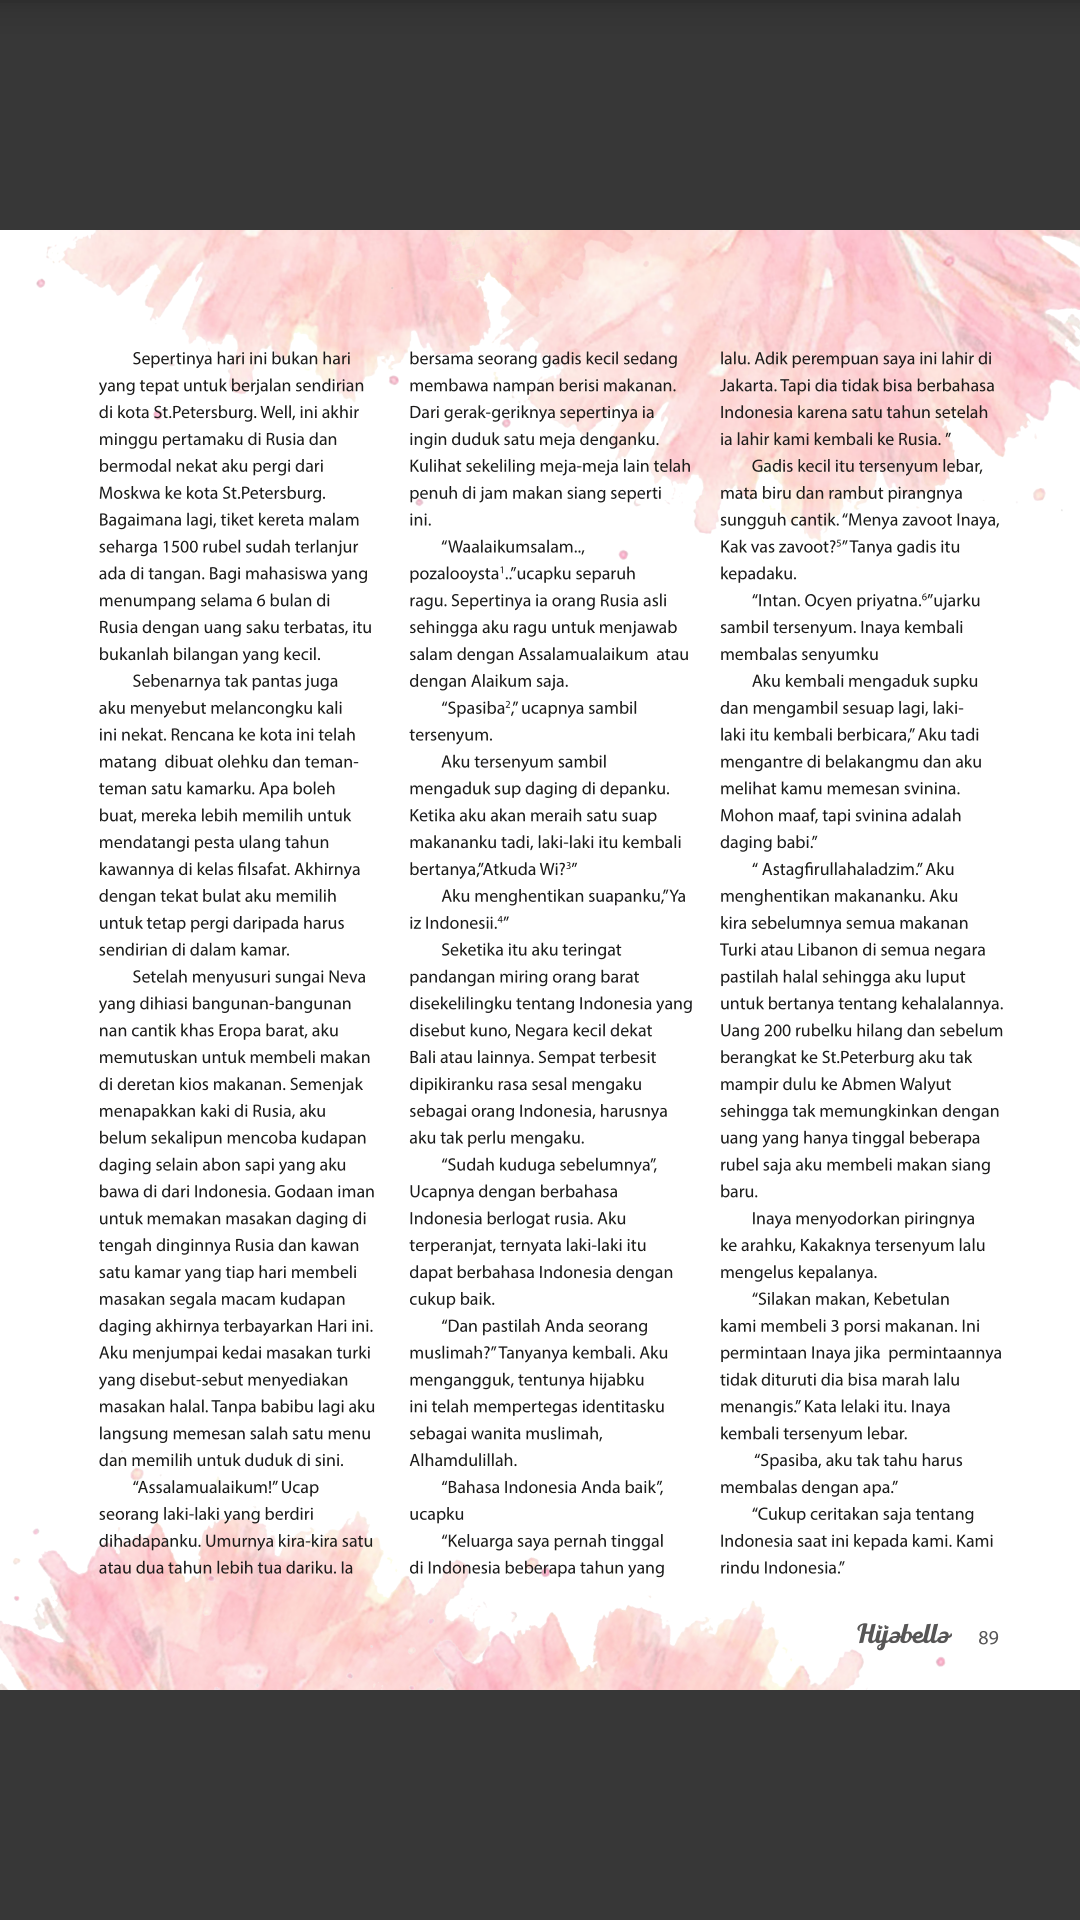 Sepertinya hari ini bukan hari
yang tepat untuk berjalan sendirian
di kota St.Petersburg. Well, ini akhir
minggu pertamaku di Rusia dan
bermodal nekat aku pergi dari
Moskwa ke kota St.Petersburg.
Bagaimana lagi, tiket kereta malam
seharga 1500 rubel sudah terlanjur
ada di tangan. Bagi mahasiswa yang
menumpang selama 6 bulan di
Rusia dengan uang saku terbatas, itu
bukanlah bilangan yang kecil.
Sebenarnya tak pantas juga
aku menyebut melancongku kali
ini nekat. Rencana ke kota ini telah
matang  dibuat olehku dan teman-
teman satu kamarku. Apa boleh
buat, mereka lebih memilih untuk
mendatangi pesta ulang tahun
kawannya di kelas filsafat. Akhirnya
dengan tekat bulat aku memilih
untuk tetap pergi daripada harus
sendirian di dalam kamar.
Setelah menyusuri sungai Neva
yang dihiasi bangunan-bangunan
nan cantik khas Eropa barat, aku
memutuskan untuk membeli makan
di deretan kios makanan. Semenjak
menapakkan kaki di Rusia, aku
belum sekalipun mencoba kudapan
daging selain abon sapi yang aku
bawa di dari Indonesia. Godaan iman
untuk memakan masakan daging di
tengah dinginnya Rusia dan kawan
satu kamar yang tiap hari membeli
masakan segala macam kudapan
daging akhirnya terbayarkan Hari ini.
Aku menjumpai kedai masakan turki
yang disebut-sebut menyediakan
masakan halal. Tanpa babibu lagi aku
langsung memesan salah satu menu
dan memilih untuk duduk di sini.
“Assalamualaikum!” Ucap
seorang laki-laki yang berdiri
dihadapanku. Umurnya kira-kira satu
atau dua tahun lebih tua dariku. Ia
bersama seorang gadis kecil sedang
membawa nampan berisi makanan.
Dari gerak-geriknya sepertinya ia
ingin duduk satu meja denganku.
Kulihat sekeliling meja-meja lain telah
penuh di jam makan siang seperti
ini.
“Waalaikumsalam..,
pozalooysta¹..”ucapku separuh
ragu. Sepertinya ia orang Rusia asli
sehingga aku ragu untuk menjawab
salam dengan Assalamualaikum  atau
dengan Alaikum saja.
“Spasiba²,” ucapnya sambil
tersenyum.
Aku tersenyum sambil
mengaduk sup daging di depanku.
Ketika aku akan meraih satu suap
makananku tadi, laki-laki itu kembali
bertanya,”Atkuda Wi?³”
Aku menghentikan suapanku,”Ya
iz Indonesii.⁴”
Seketika itu aku teringat
pandangan miring orang barat
disekelilingku tentang Indonesia yang
disebut kuno, Negara kecil dekat
Bali atau lainnya. Sempat terbesit
dipikiranku rasa sesal mengaku
sebagai orang Indonesia, harusnya
aku tak perlu mengaku.
“Sudah kuduga sebelumnya”,
Ucapnya dengan berbahasa
Indonesia berlogat rusia. Aku
terperanjat, ternyata laki-laki itu
dapat berbahasa Indonesia dengan
cukup baik.
“Dan pastilah Anda seorang
muslimah?” Tanyanya kembali. Aku
mengangguk, tentunya hijabku
ini telah mempertegas identitasku
sebagai wanita muslimah,
Alhamdulillah.
“Bahasa Indonesia Anda baik”,
ucapku
“Keluarga saya pernah tinggal
di Indonesia beberapa tahun yang
lalu. Adik perempuan saya ini lahir di
Jakarta. Tapi dia tidak bisa berbahasa
Indonesia karena satu tahun setelah
ia lahir kami kembali ke Rusia. ”
Gadis kecil itu tersenyum lebar,
mata biru dan rambut pirangnya
sungguh cantik. “Menya zavoot Inaya,
Kak vas zavoot?⁵” Tanya gadis itu
kepadaku.
“Intan. Ocyen priyatna.⁶”ujarku
sambil tersenyum. Inaya kembali
membalas senyumku
Aku kembali mengaduk supku
dan mengambil sesuap lagi, laki-
laki itu kembali berbicara,” Aku tadi
mengantre di belakangmu dan aku
melihat kamu memesan svinina.
Mohon maaf, tapi svinina adalah
daging babi.”
“ Astagfirullahaladzim.” Aku
menghentikan makananku. Aku
kira sebelumnya semua makanan
Turki atau Libanon di semua negara
pastilah halal sehingga aku luput
untuk bertanya tentang kehalalannya.
Uang 200 rubelku hilang dan sebelum
berangkat ke St.Peterburg aku tak
mampir dulu ke Abmen Walyut
sehingga tak memungkinkan dengan
uang yang hanya tinggal beberapa
rubel saja aku membeli makan siang
baru.
Inaya menyodorkan piringnya
ke arahku, Kakaknya tersenyum lalu
mengelus kepalanya.
“Silakan makan, Kebetulan
kami membeli 3 porsi makanan. Ini
permintaan Inaya jika  permintaannya
tidak dituruti dia bisa marah lalu
menangis.” Kata lelaki itu. Inaya
kembali tersenyum lebar.
“Spasiba, aku tak tahu harus
membalas dengan apa.”
“Cukup ceritakan saja tentang
Indonesia saat ini kepada kami. Kami
rindu Indonesia.”
Hijabella 89